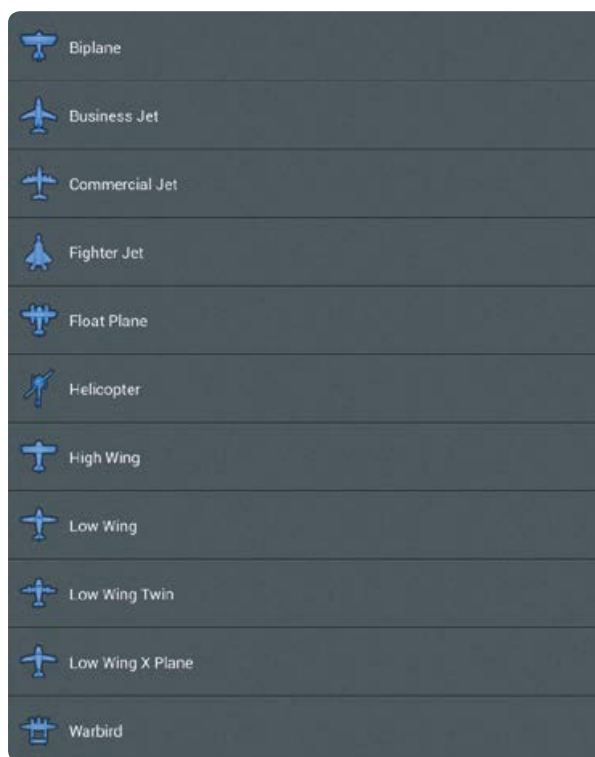 Biplane
Business Jet
Commercial Jet
Fighter Jet
Float Plane
Helicopter
High Wing
Low Wing
Low Wing Twin
Low Wing X Plane
Warbird